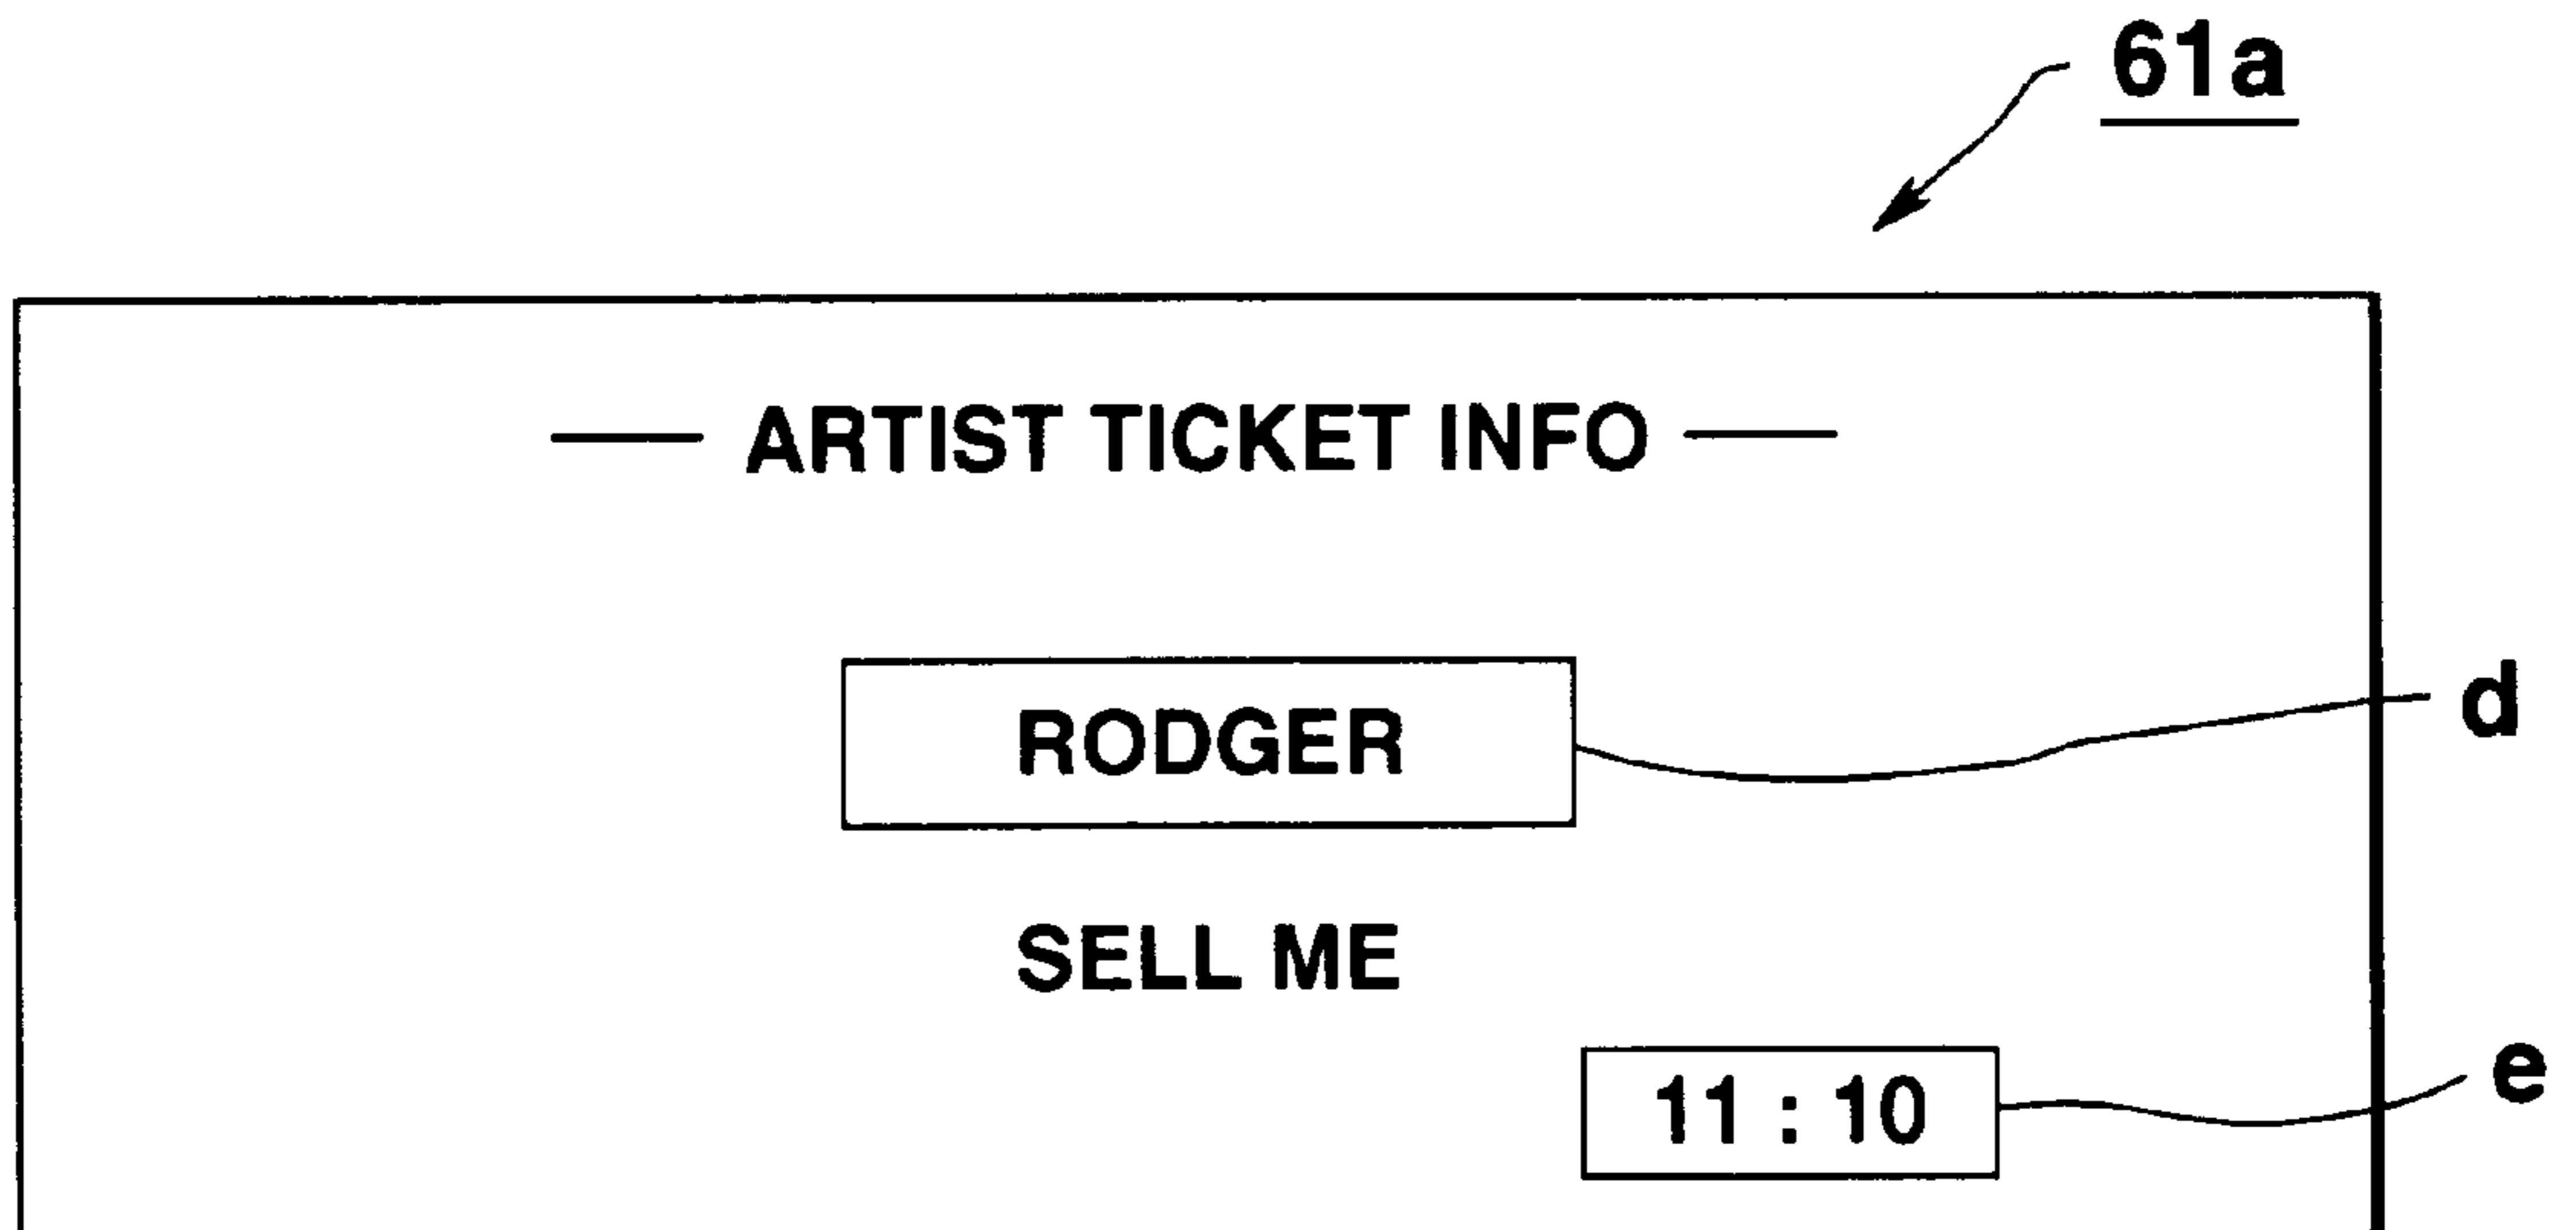 61a
— ARTIST TICKET INFO —
RODGER
d
SELL ME
11 : 10
e